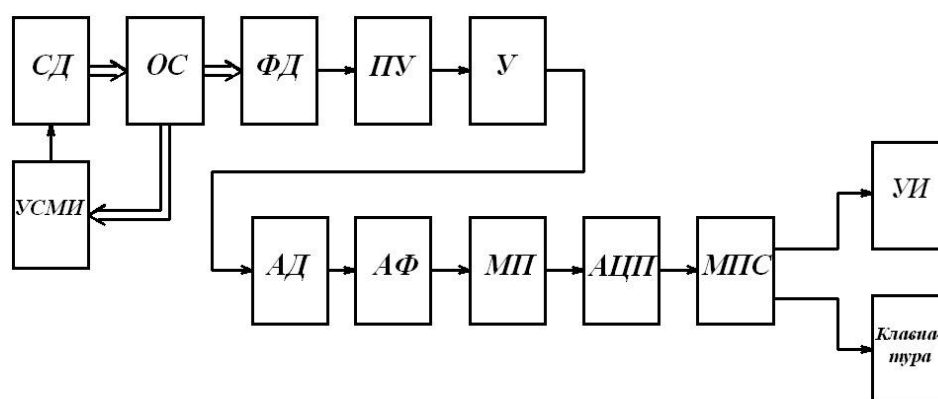 СД
ОС
ФД
ПУ
У
УСМИ
АД
АФ
МП
АЦП
МПС
УИ
Клавиа-
тура